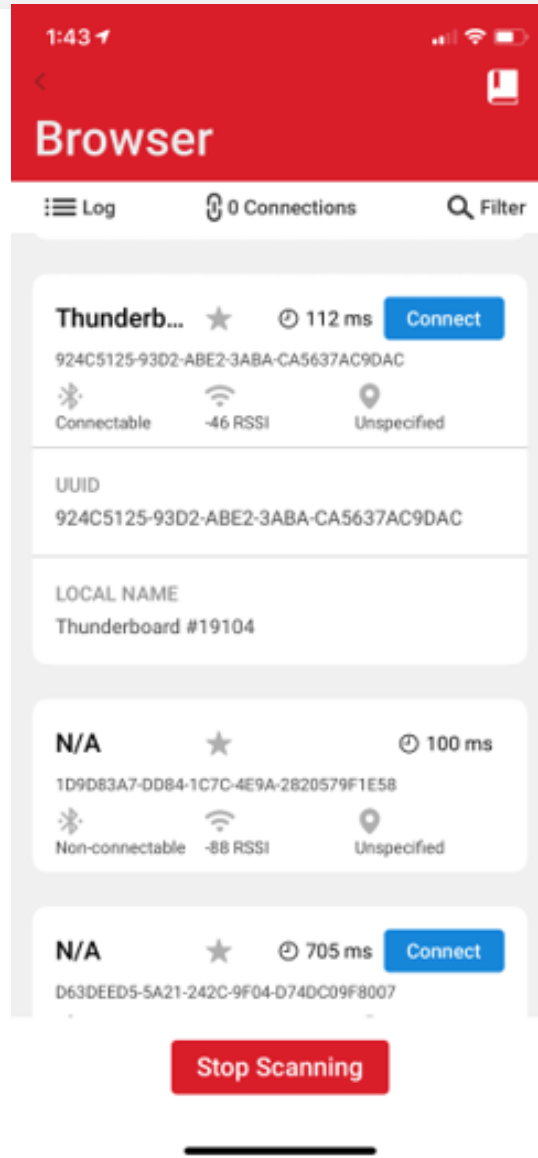 1:43
Browser
Log 0 Connections Filter
Thunderb... 112 ms Connect
924C5125-93D2-ABE2-3ABA-CA5637AC9DAC
Connectable -46 RSSI Unspecified
UUID
924C5125-93D2-ABE2-3ABA-CA5637AC9DAC
LOCAL NAME
Thunderboard #19104
N/A 100 ms
1D9D83A7-DD84-1C7C-4E9A-2820579F1E58
Non-connectable -88 RSSI Unspecified
N/A 705 ms Connect
D63DEED5-5A21-242C-9F04-D74DC09F8007
Stop Scanning